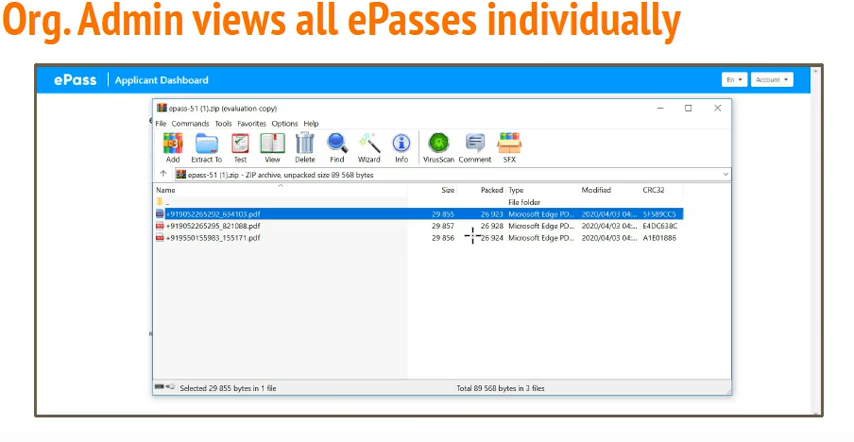 Org. Admin views all ePasses individually
ePass | Applicant Dashboard En Account
epass-51 (1).zip (evaluation copy)
File Commands Tools Favorites Options Help
Add Extract To Test View Delete Find Wizard Info VirusScan Comment SFX
epass-51 (1).zip - ZIP archive, unpacked size 89 568 bytes
Name Size Packed Type Modified CRC32
.. File folder
+919052265292_634103.pdf 29 855 26 923 Microsoft Edge PD... 2020/04/03 04:... 5F589CC5
+919052265295_821088.pdf 29 857 26 928 Microsoft Edge PD... 2020/04/03 04:... E4DC638C
+919550155983_155171.pdf 29 856 26 924 Microsoft Edge PD... 2020/04/03 04:... A1E01886
Selected 29 855 bytes in 1 file Total 89 568 bytes in 3 files